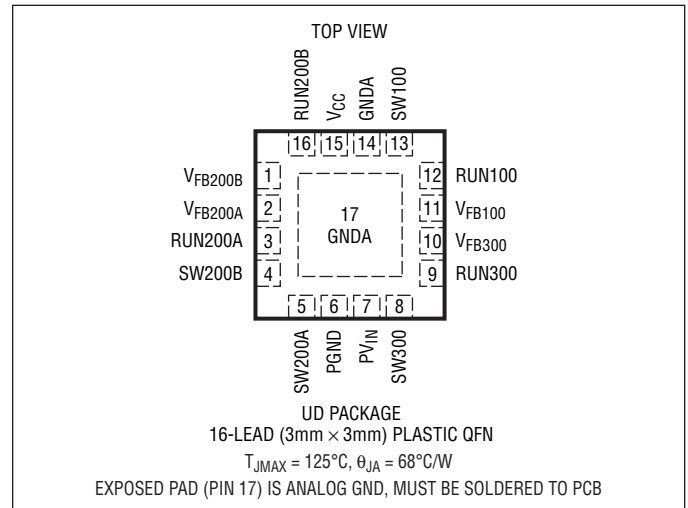 TOP VIEW
RUN200B
VCC
GNDA
SW100
16 15 14 13
VFB200B 1
VFB200A 2
RUN200A 3
SW200B 4
17
GNDA
12 RUN100
11 VFB100
10 VFB300
9 RUN300
5 6 7 8
SW200A
PGND
PVIN
SW300
UD PACKAGE
16-LEAD (3mm × 3mm) PLASTIC QFN
TJMAX = 125°C, θJA = 68°C/W
EXPOSED PAD (PIN 17) IS ANALOG GND, MUST BE SOLDERED TO PCB